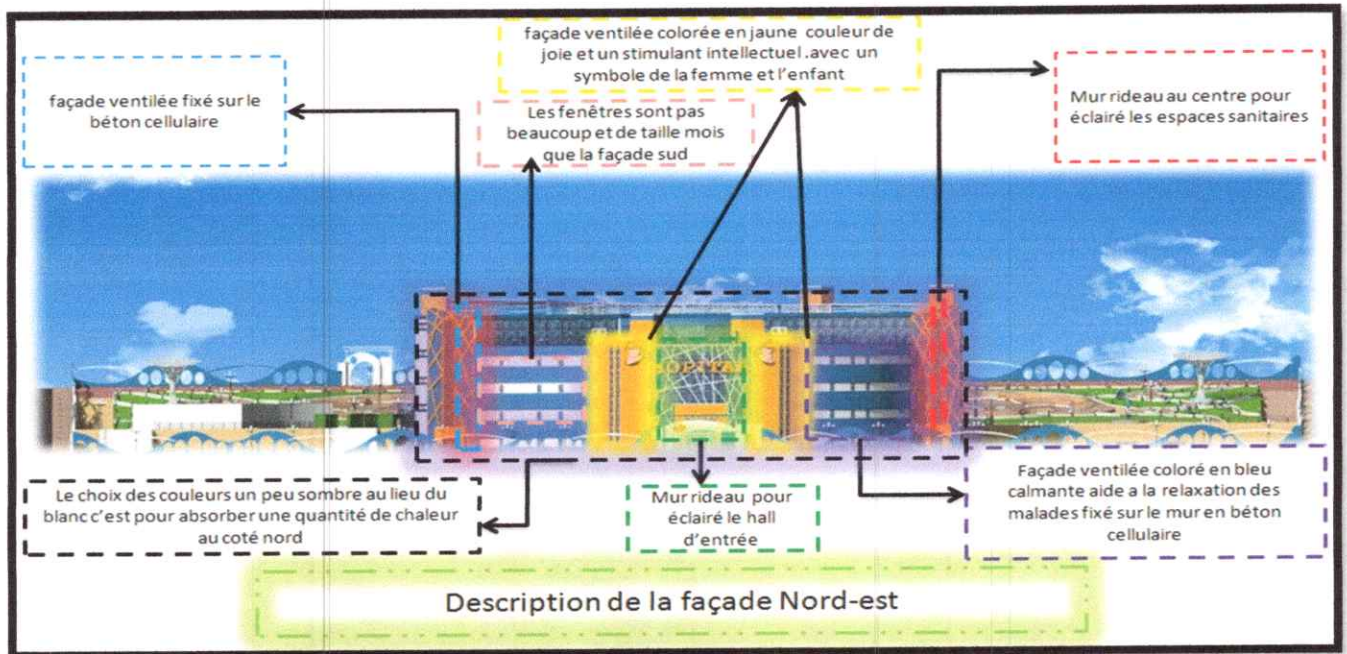 façade ventilée colorée en jaune couleur de
joie et un stimulant intellectuel .avec un
symbole de la femme et l'enfant
façade ventilée fixé sur le
béton cellulaire
Les fenêtres sont pas
beaucoup et de taille mois
que la façade sud
Mur rideau au centre pour
éclairé les espaces sanitaires
Le choix des couleurs un peu sombre au lieu du
blanc c'est pour absorber une quantité de chaleur
au coté nord
Mur rideau pour
éclairé le hall
d'entrée
Façade ventilée coloré en bleu
calmante aide a la relaxation des
malades fixé sur le mur en béton
cellulaire
Description de la façade Nord-est